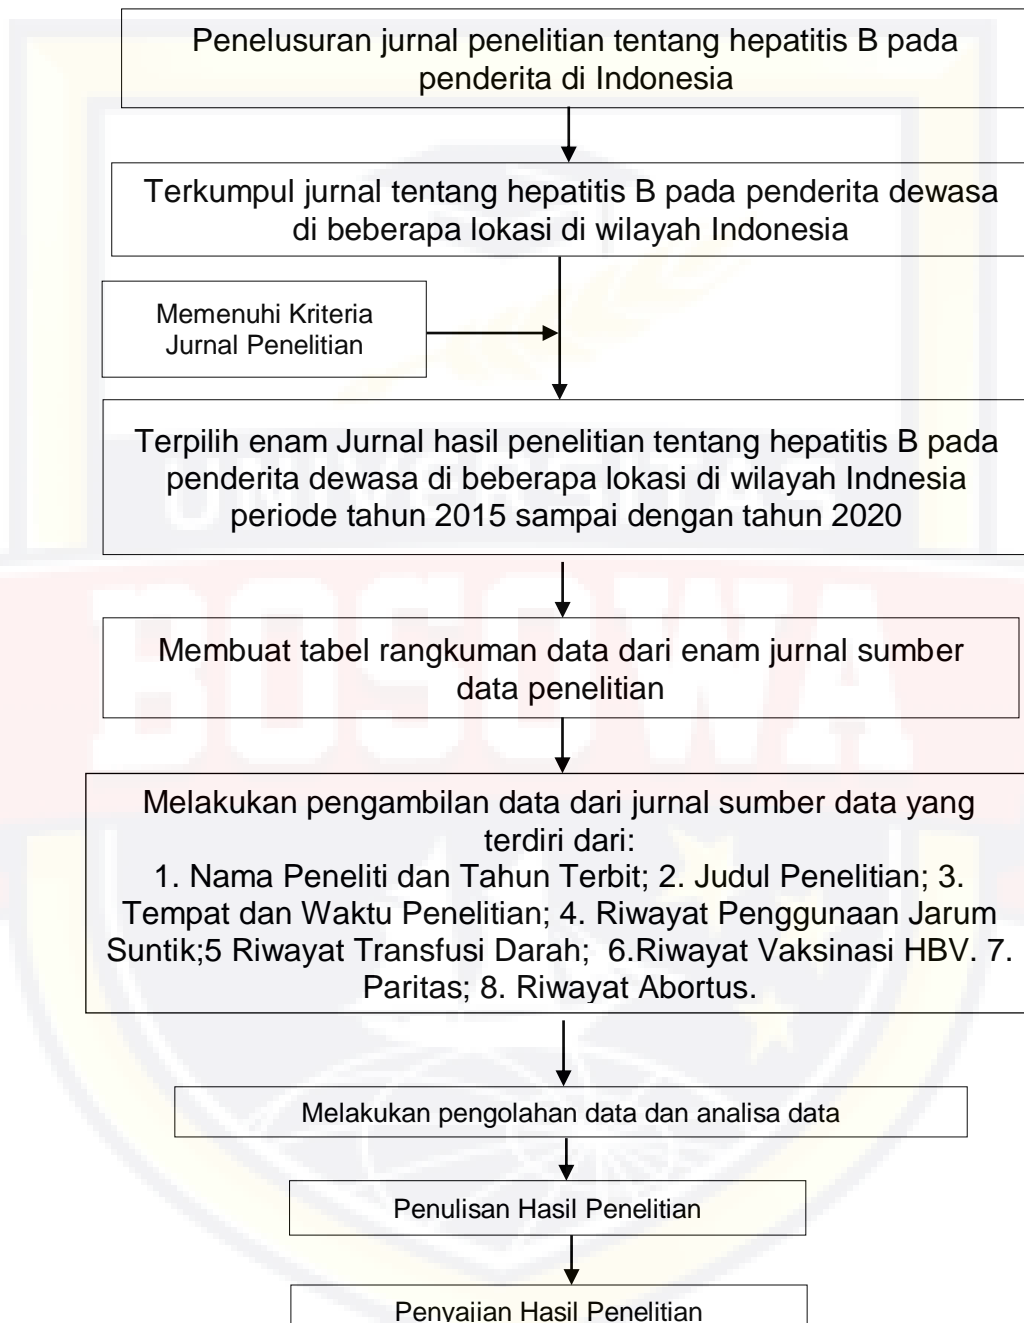 Penelusuran jurnal penelitian tentang hepatitis B pada
penderita di Indonesia
Terkumpul jurnal tentang hepatitis B pada penderita dewasa
di beberapa lokasi di wilayah Indonesia
Memenuhi Kriteria
Jurnal Penelitian
Terpilih enam Jurnal hasil penelitian tentang hepatitis B pada
penderita dewasa di beberapa lokasi di wilayah Indnesia
periode tahun 2015 sampai dengan tahun 2020
UNIVERSITAS
BOSOWA
Membuat tabel rangkuman data dari enam jurnal sumber
data penelitian
Melakukan pengambilan data dari jurnal sumber data yang
terdiri dari:
1. Nama Peneliti dan Tahun Terbit; 2. Judul Penelitian; 3.
Tempat dan Waktu Penelitian; 4. Riwayat Penggunaan Jarum
Suntik;5 Riwayat Transfusi Darah;  6.Riwayat Vaksinasi HBV. 7.
Paritas; 8. Riwayat Abortus.
Melakukan pengolahan data dan analisa data
Penulisan Hasil Penelitian
Penyajian Hasil Penelitian